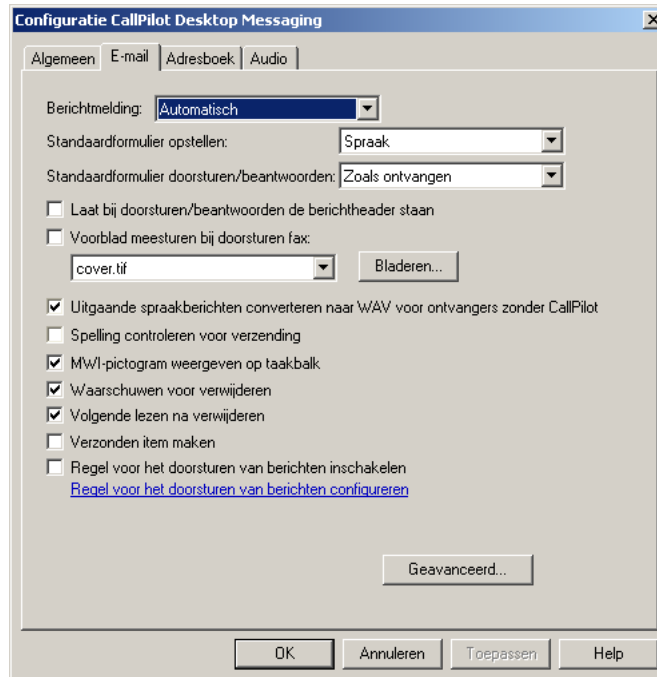 Configuratie CallPilot Desktop Messaging
Algemeen E-mail Adresboek Audio
Berichtmelding: Automatisch
Standaardformulier opstellen: Spraak
Standaardformulier doorsturen/beantwoorden: Zoals ontvangen
Laat bij doorsturen/beantwoorden de berichtheader staan
Voorblad meesturen bij doorsturen fax:
cover.tif Bladeren...
Uitgaande spraakberichten converteren naar WAV voor ontvangers zonder CallPilot
Spelling controleren voor verzending
MWI-pictogram weergeven op taakbalk
Waarschuwen voor verwijderen
Volgende lezen na verwijderen
Verzonden item maken
Regel voor het doorsturen van berichten inschakelen
Regel voor het doorsturen van berichten configureren
Geavanceerd...
OK Annuleren Toepassen Help